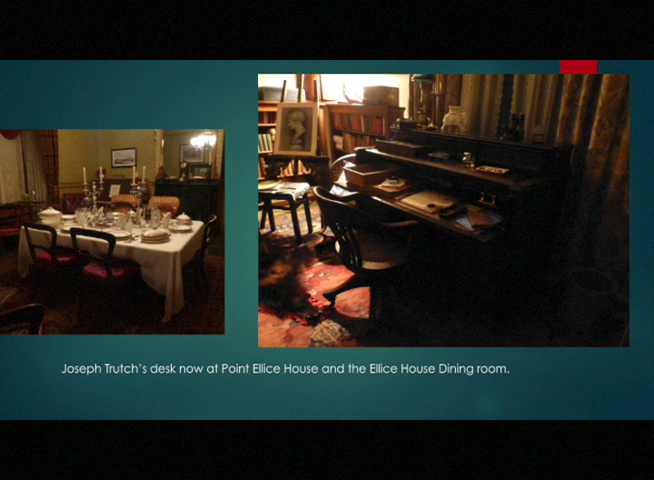 Joseph Trutch's desk now at Point Ellice House and the Ellice House Dining room.